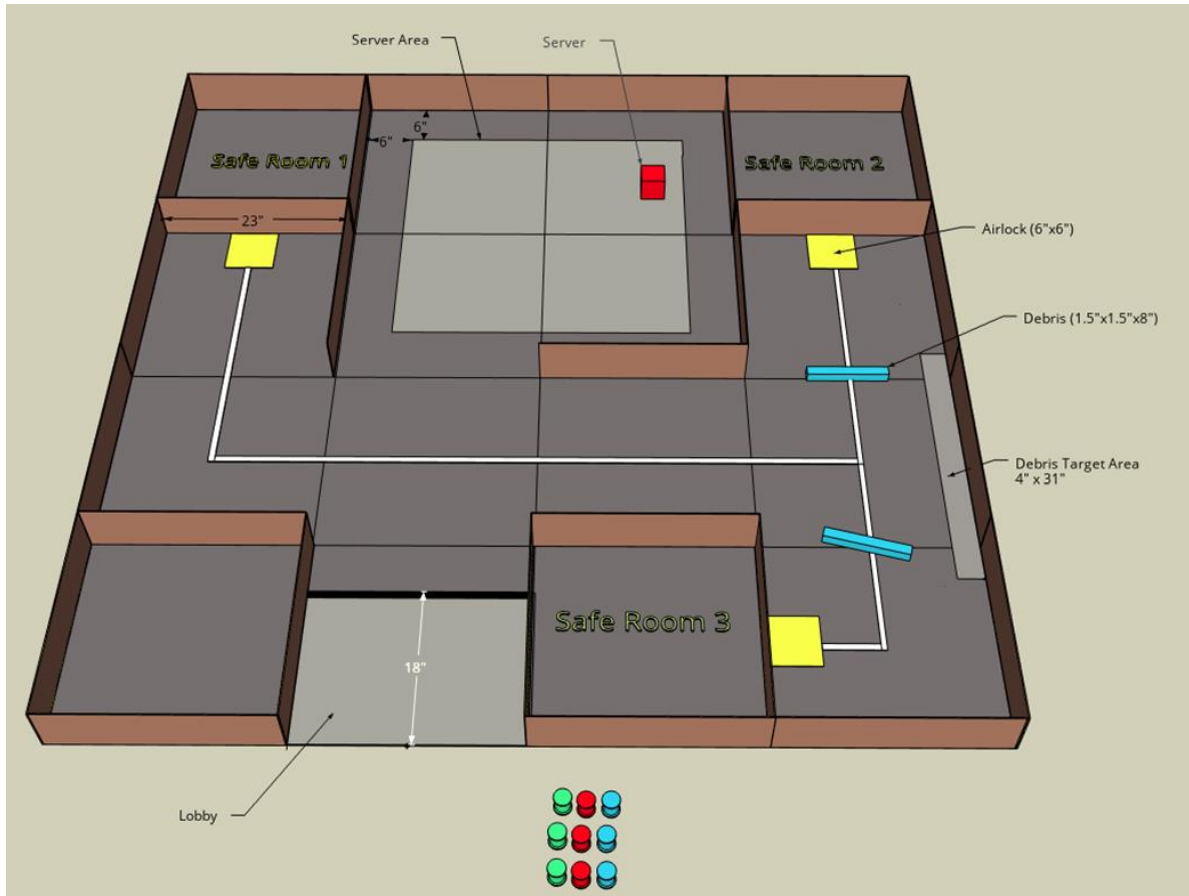 Server Area
Server
6"
6"
Safe Room 1
Safe Room 2
23"
Airlock (6"x6")
Debris (1.5"x1.5"x8")
Debris Target Area
4" x 31"
Safe Room 3
18"
Lobby